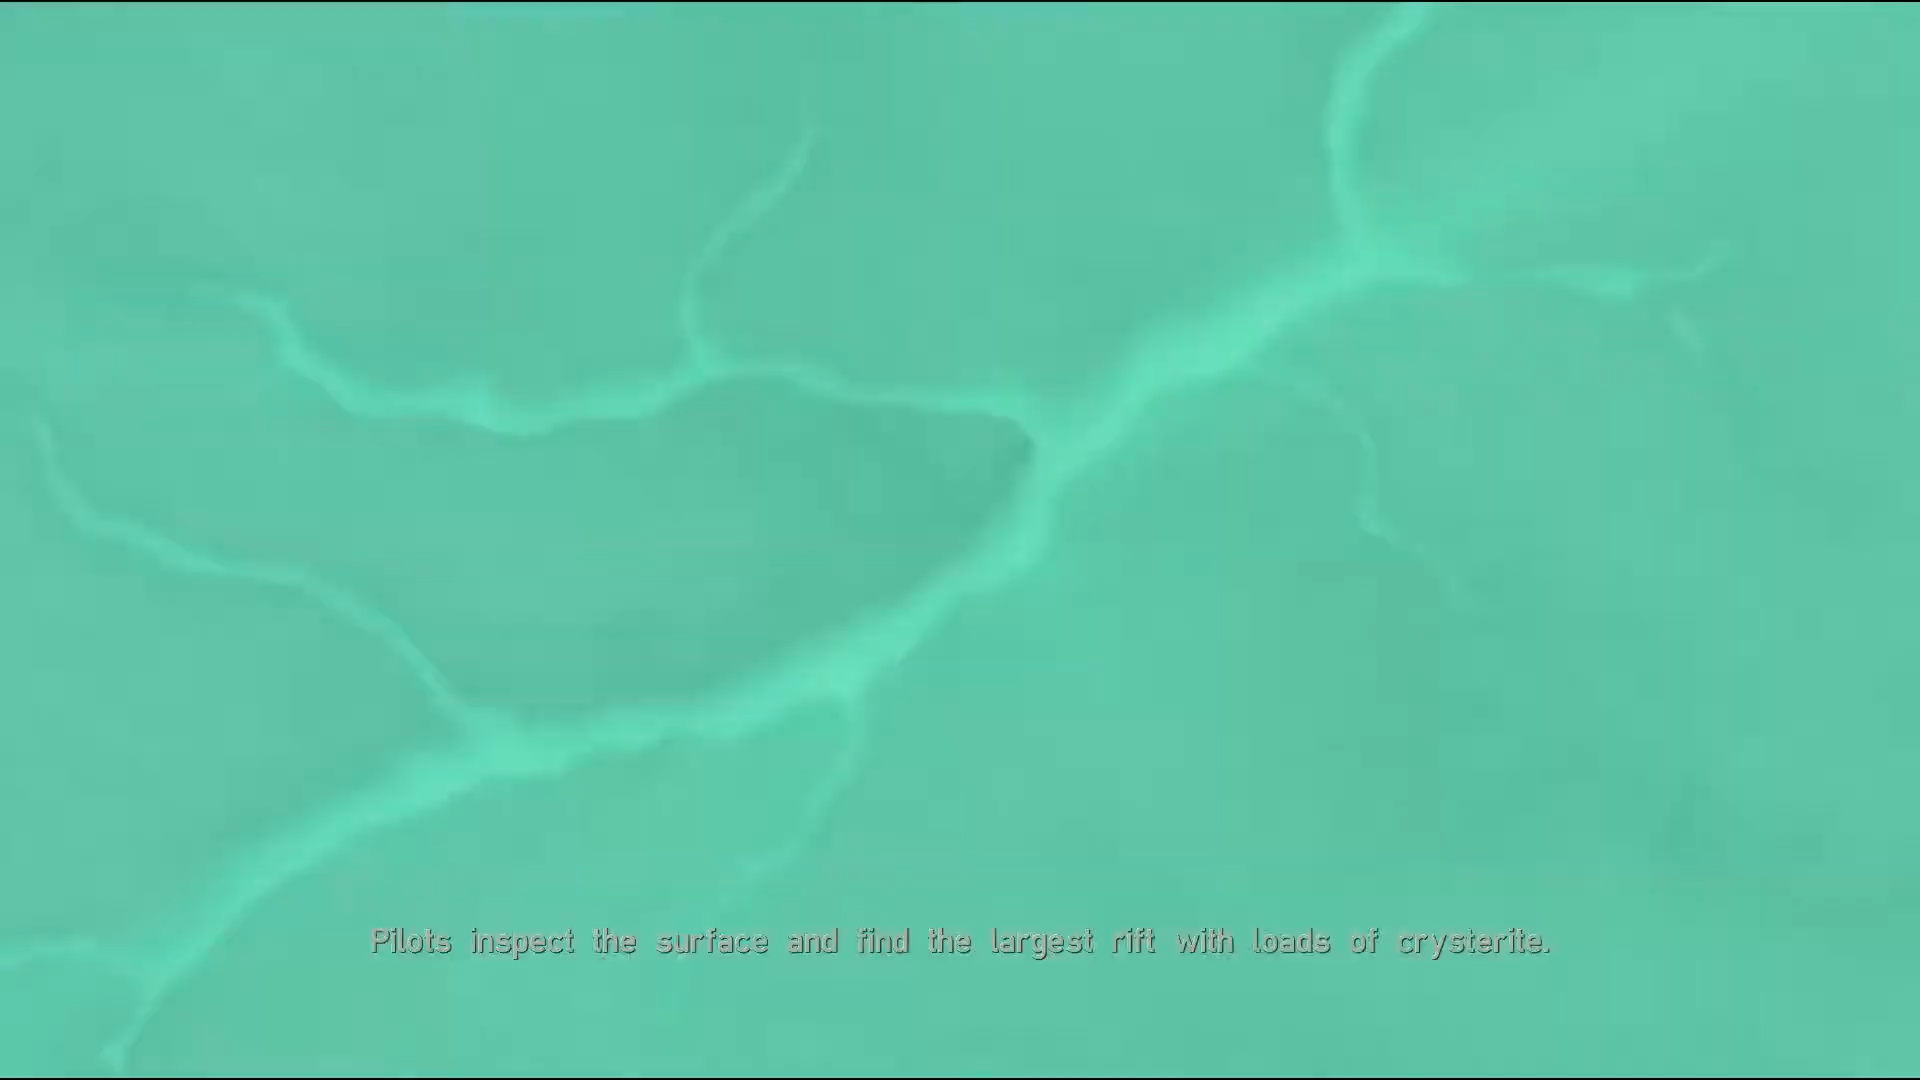 Pilots inspect the surface and find the largest rift with loads of crysterite.